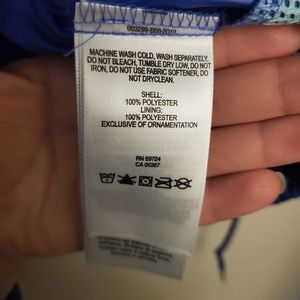 MACHINE WASH COLD, WASH SEPARATELY,
DO NOT BLEACH, TUMBLE DRY LOW, DO NOT
IRON, DO NOT USE FABRIC SOFTENER, DO
NOT DRYCLEAN.
SHELL:
100% POLYESTER
LINING:
100% POLYESTER
EXCLUSIVE OF ORNAMENTATION
RN 69724
CA 05367